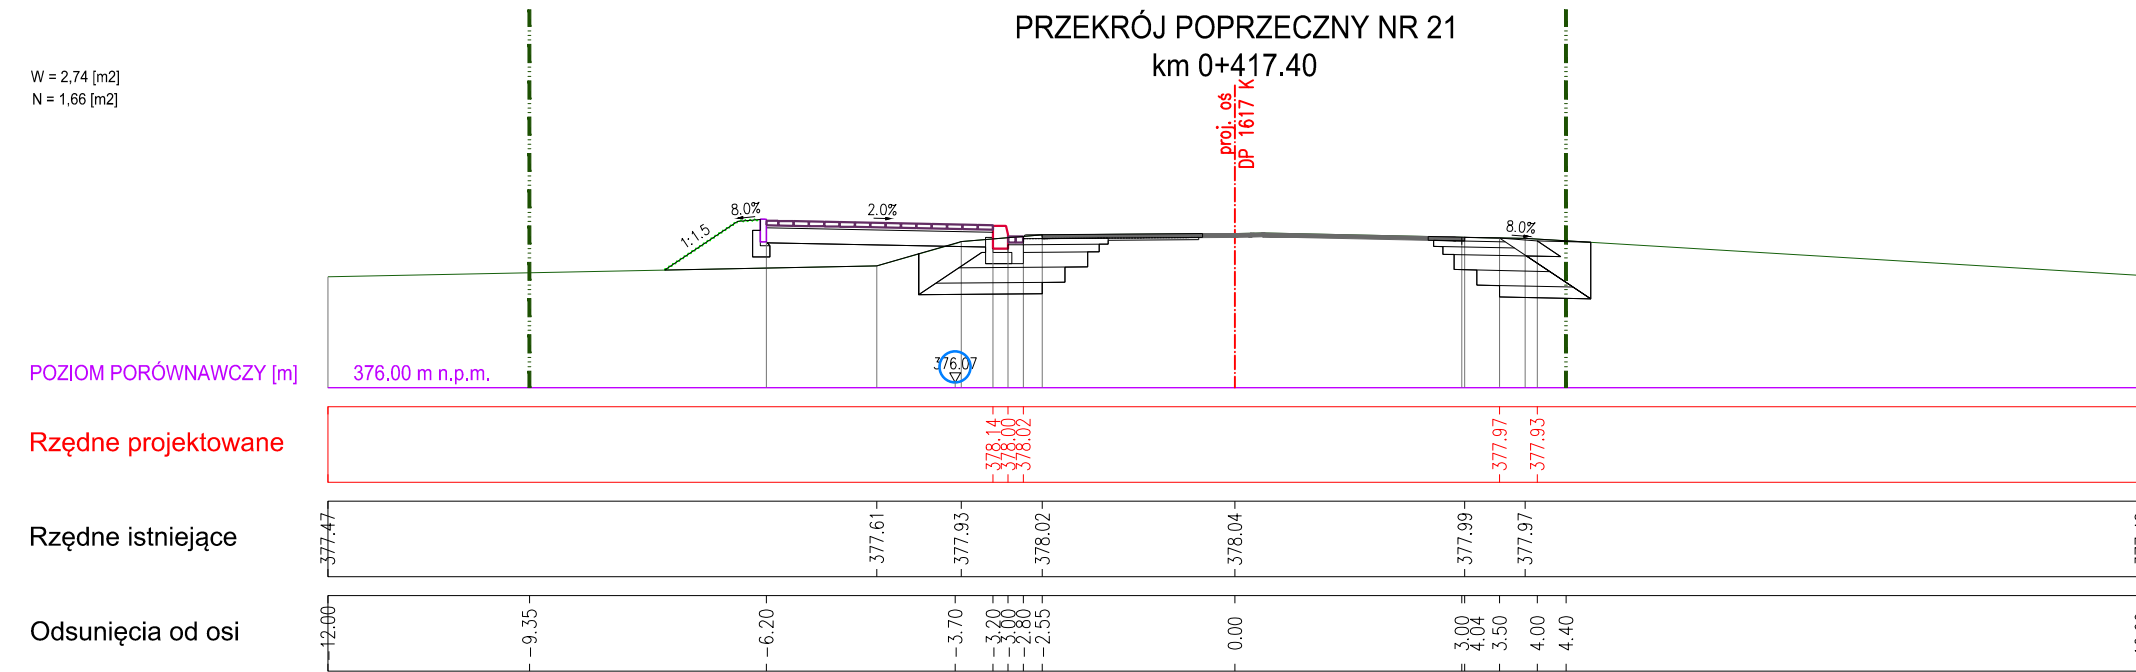 PRZEKRÓJ POPRZECZNY NR 21
km 0+417.40
W = 2,74 [m2]
N = 1,66 [m2]
proj. oś
DP 1617 K
1:1.5
8.0%
2.0%
8.0%
376.07
POZIOM PORÓWNAWCZY [m]
376.00 m n.p.m.
Rzędne projektowane
378.14
378.00
378.02
377.97
377.93
Rzędne istniejące
377.47
377.61
377.93
378.02
378.04
377.99
377.97
Odsunięcia od osi
-12.00
-9.35
-6.20
-3.70
-3.20
-3.00
-2.80
-2.55
0.00
3.00
4.04
3.50
4.00
4.40